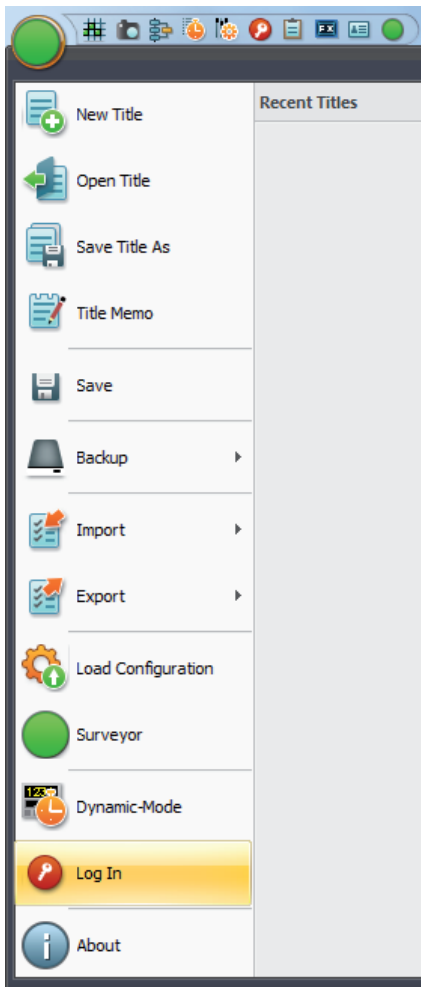 FX
Recent Titles
New Title
Open Title
Save Title As
Title Memo
Save
Backup
Import
Export
Load Configuration
Surveyor
Dynamic-Mode
Log In
About